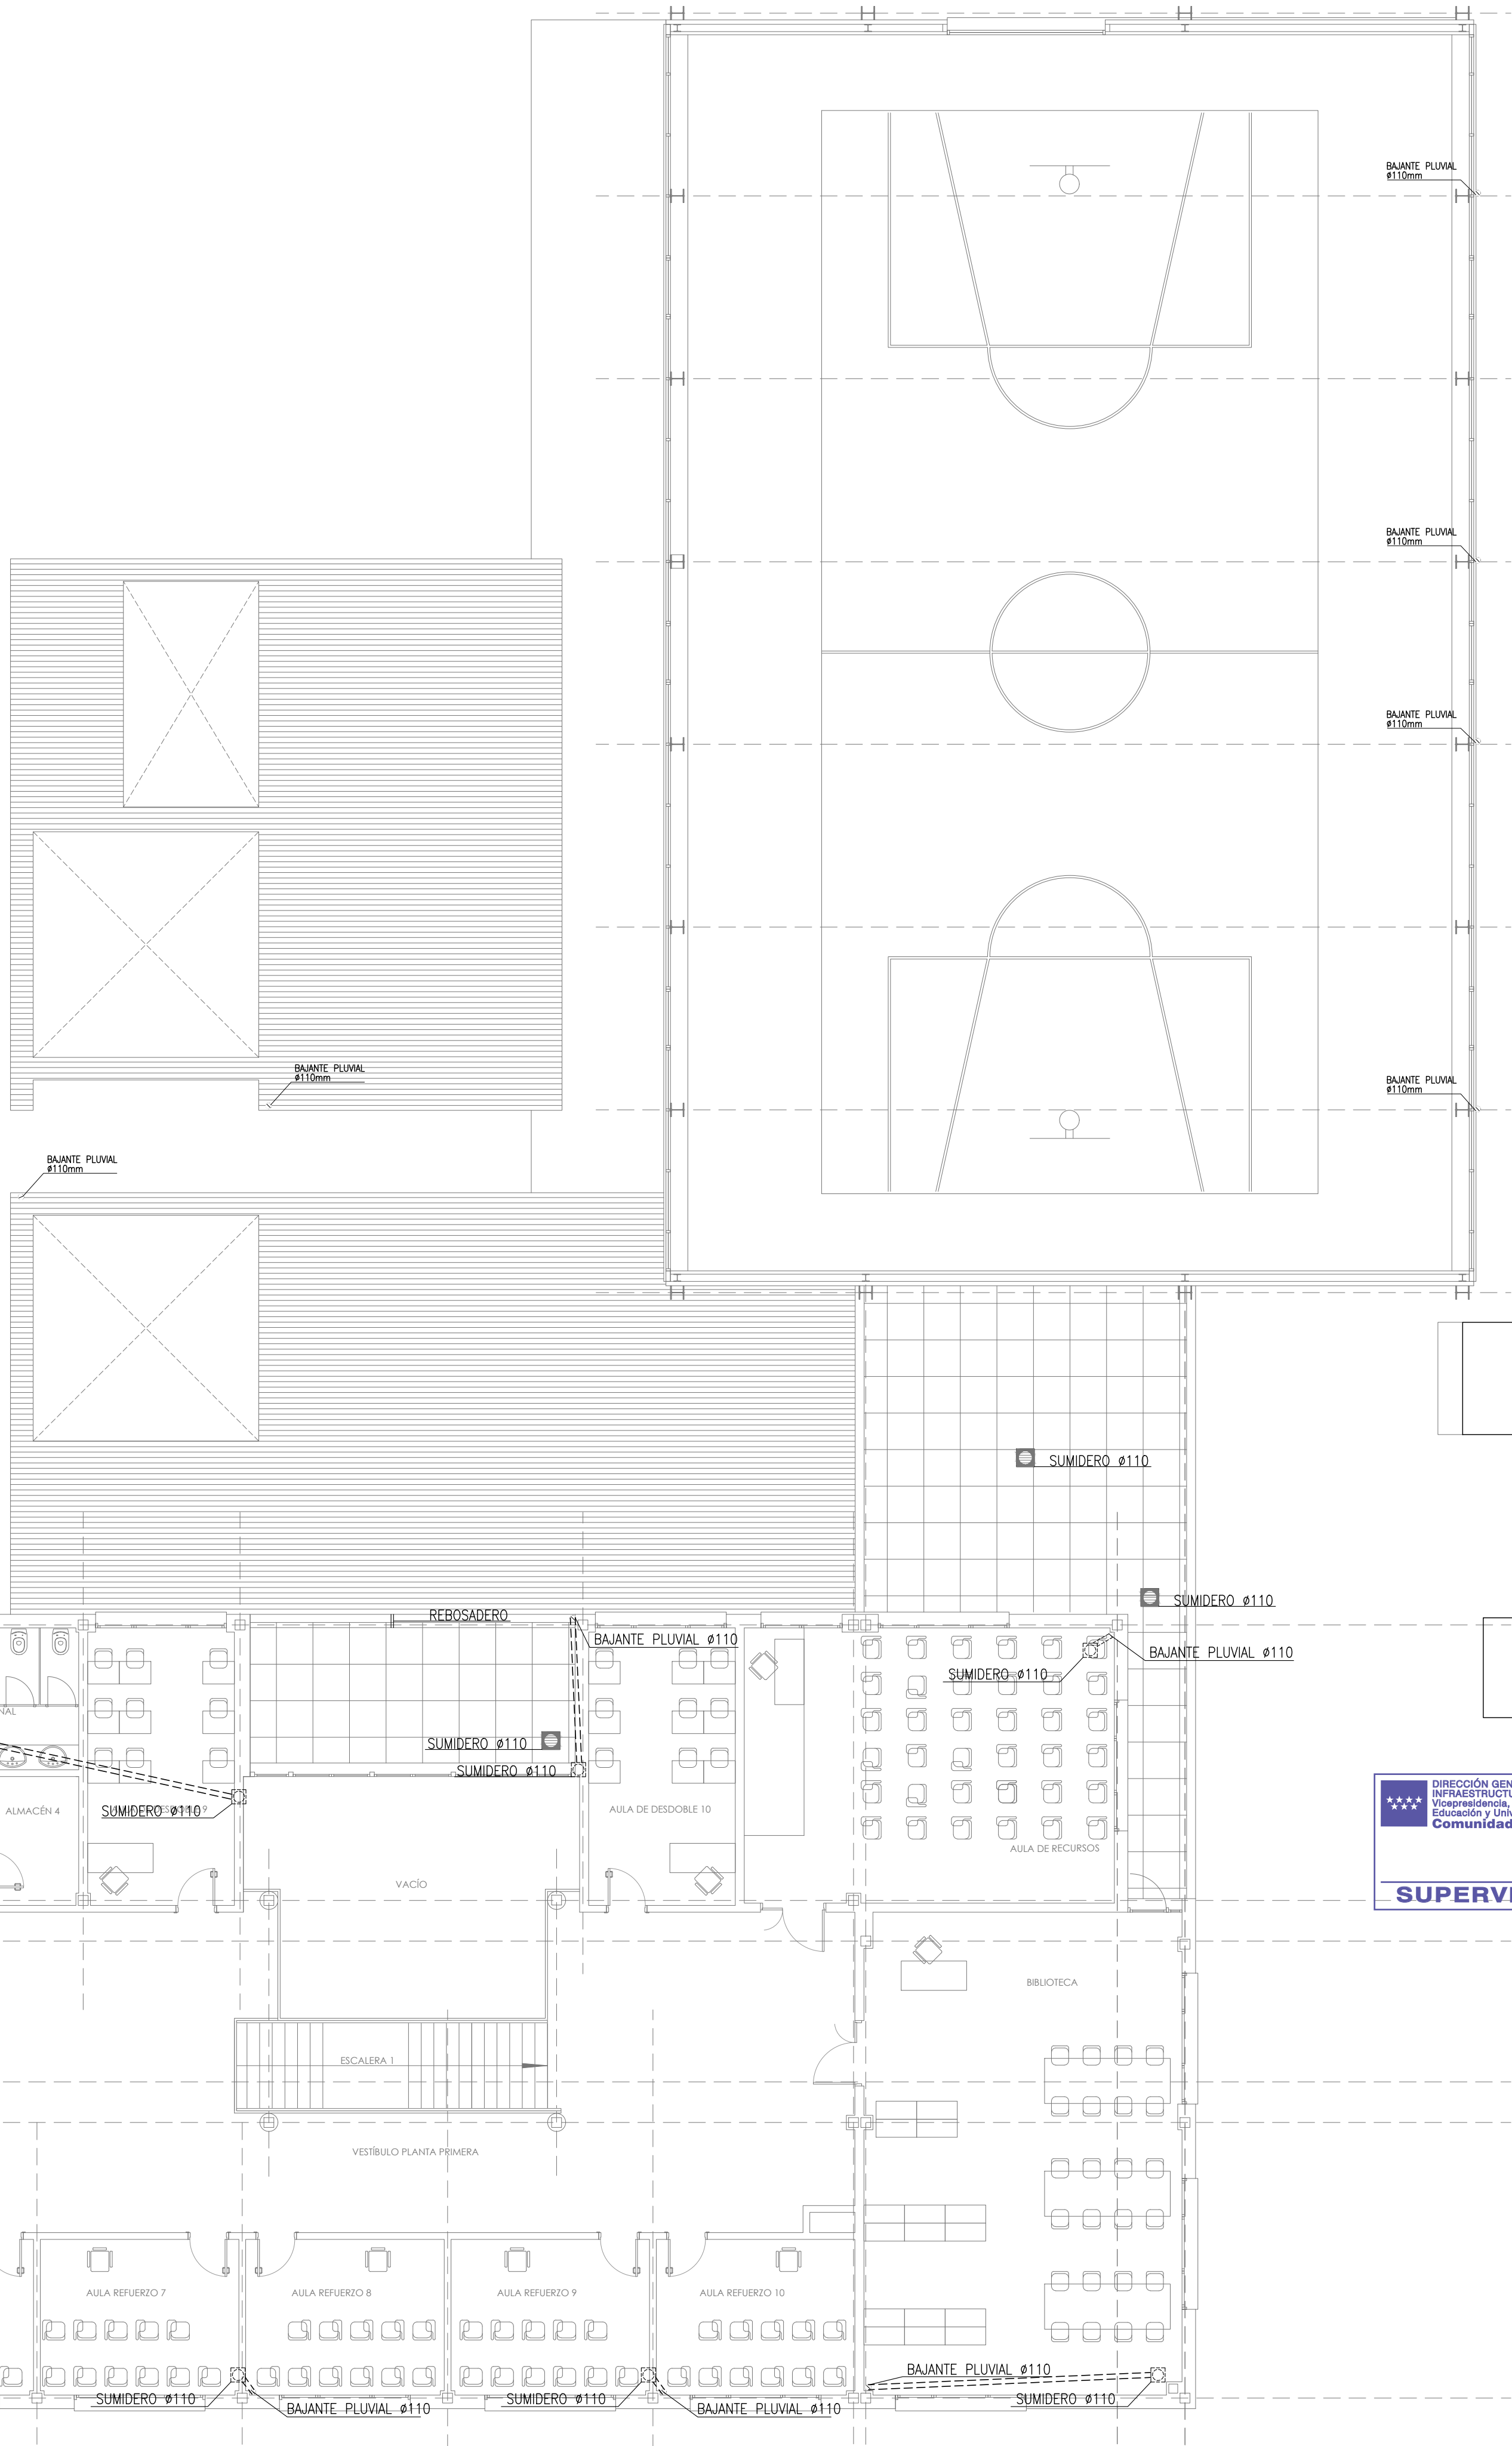 BAJANTE PLUVIAL
ø110mm
BAJANTE PLUVIAL
ø110mm
BAJANTE PLUVIAL
ø110mm
BAJANTE PLUVIAL
ø110mm
BAJANTE PLUVIAL
ø110mm
BAJANTE PLUVIAL
ø110mm
SUMIDERO ø110
SUMIDERO ø110
REBOSADERO
BAJANTE PLUVIAL ø110
BAJANTE PLUVIAL ø110
SUMIDERO ø110
NAL
SUMIDERO ø110
SUMIDERO ø110
ALMACÉN 4
SUMIDERO ø110
AULA DE DESDOBLE 10
DIRECCIÓN GEN
INFRAESTRUCTU
Vicepresidencia,
Educación y Univ
Comunidad
SUPERVI
AULA DE RECURSOS
VACÍO
BIBLIOTECA
ESCALERA 1
VESTÍBULO PLANTA PRIMERA
AULA REFUERZO 7
AULA REFUERZO 8
AULA REFUERZO 9
AULA REFUERZO 10
BAJANTE PLUVIAL ø110
SUMIDERO ø110
SUMIDERO ø110
SUMIDERO ø110
BAJANTE PLUVIAL ø110
BAJANTE PLUVIAL ø110